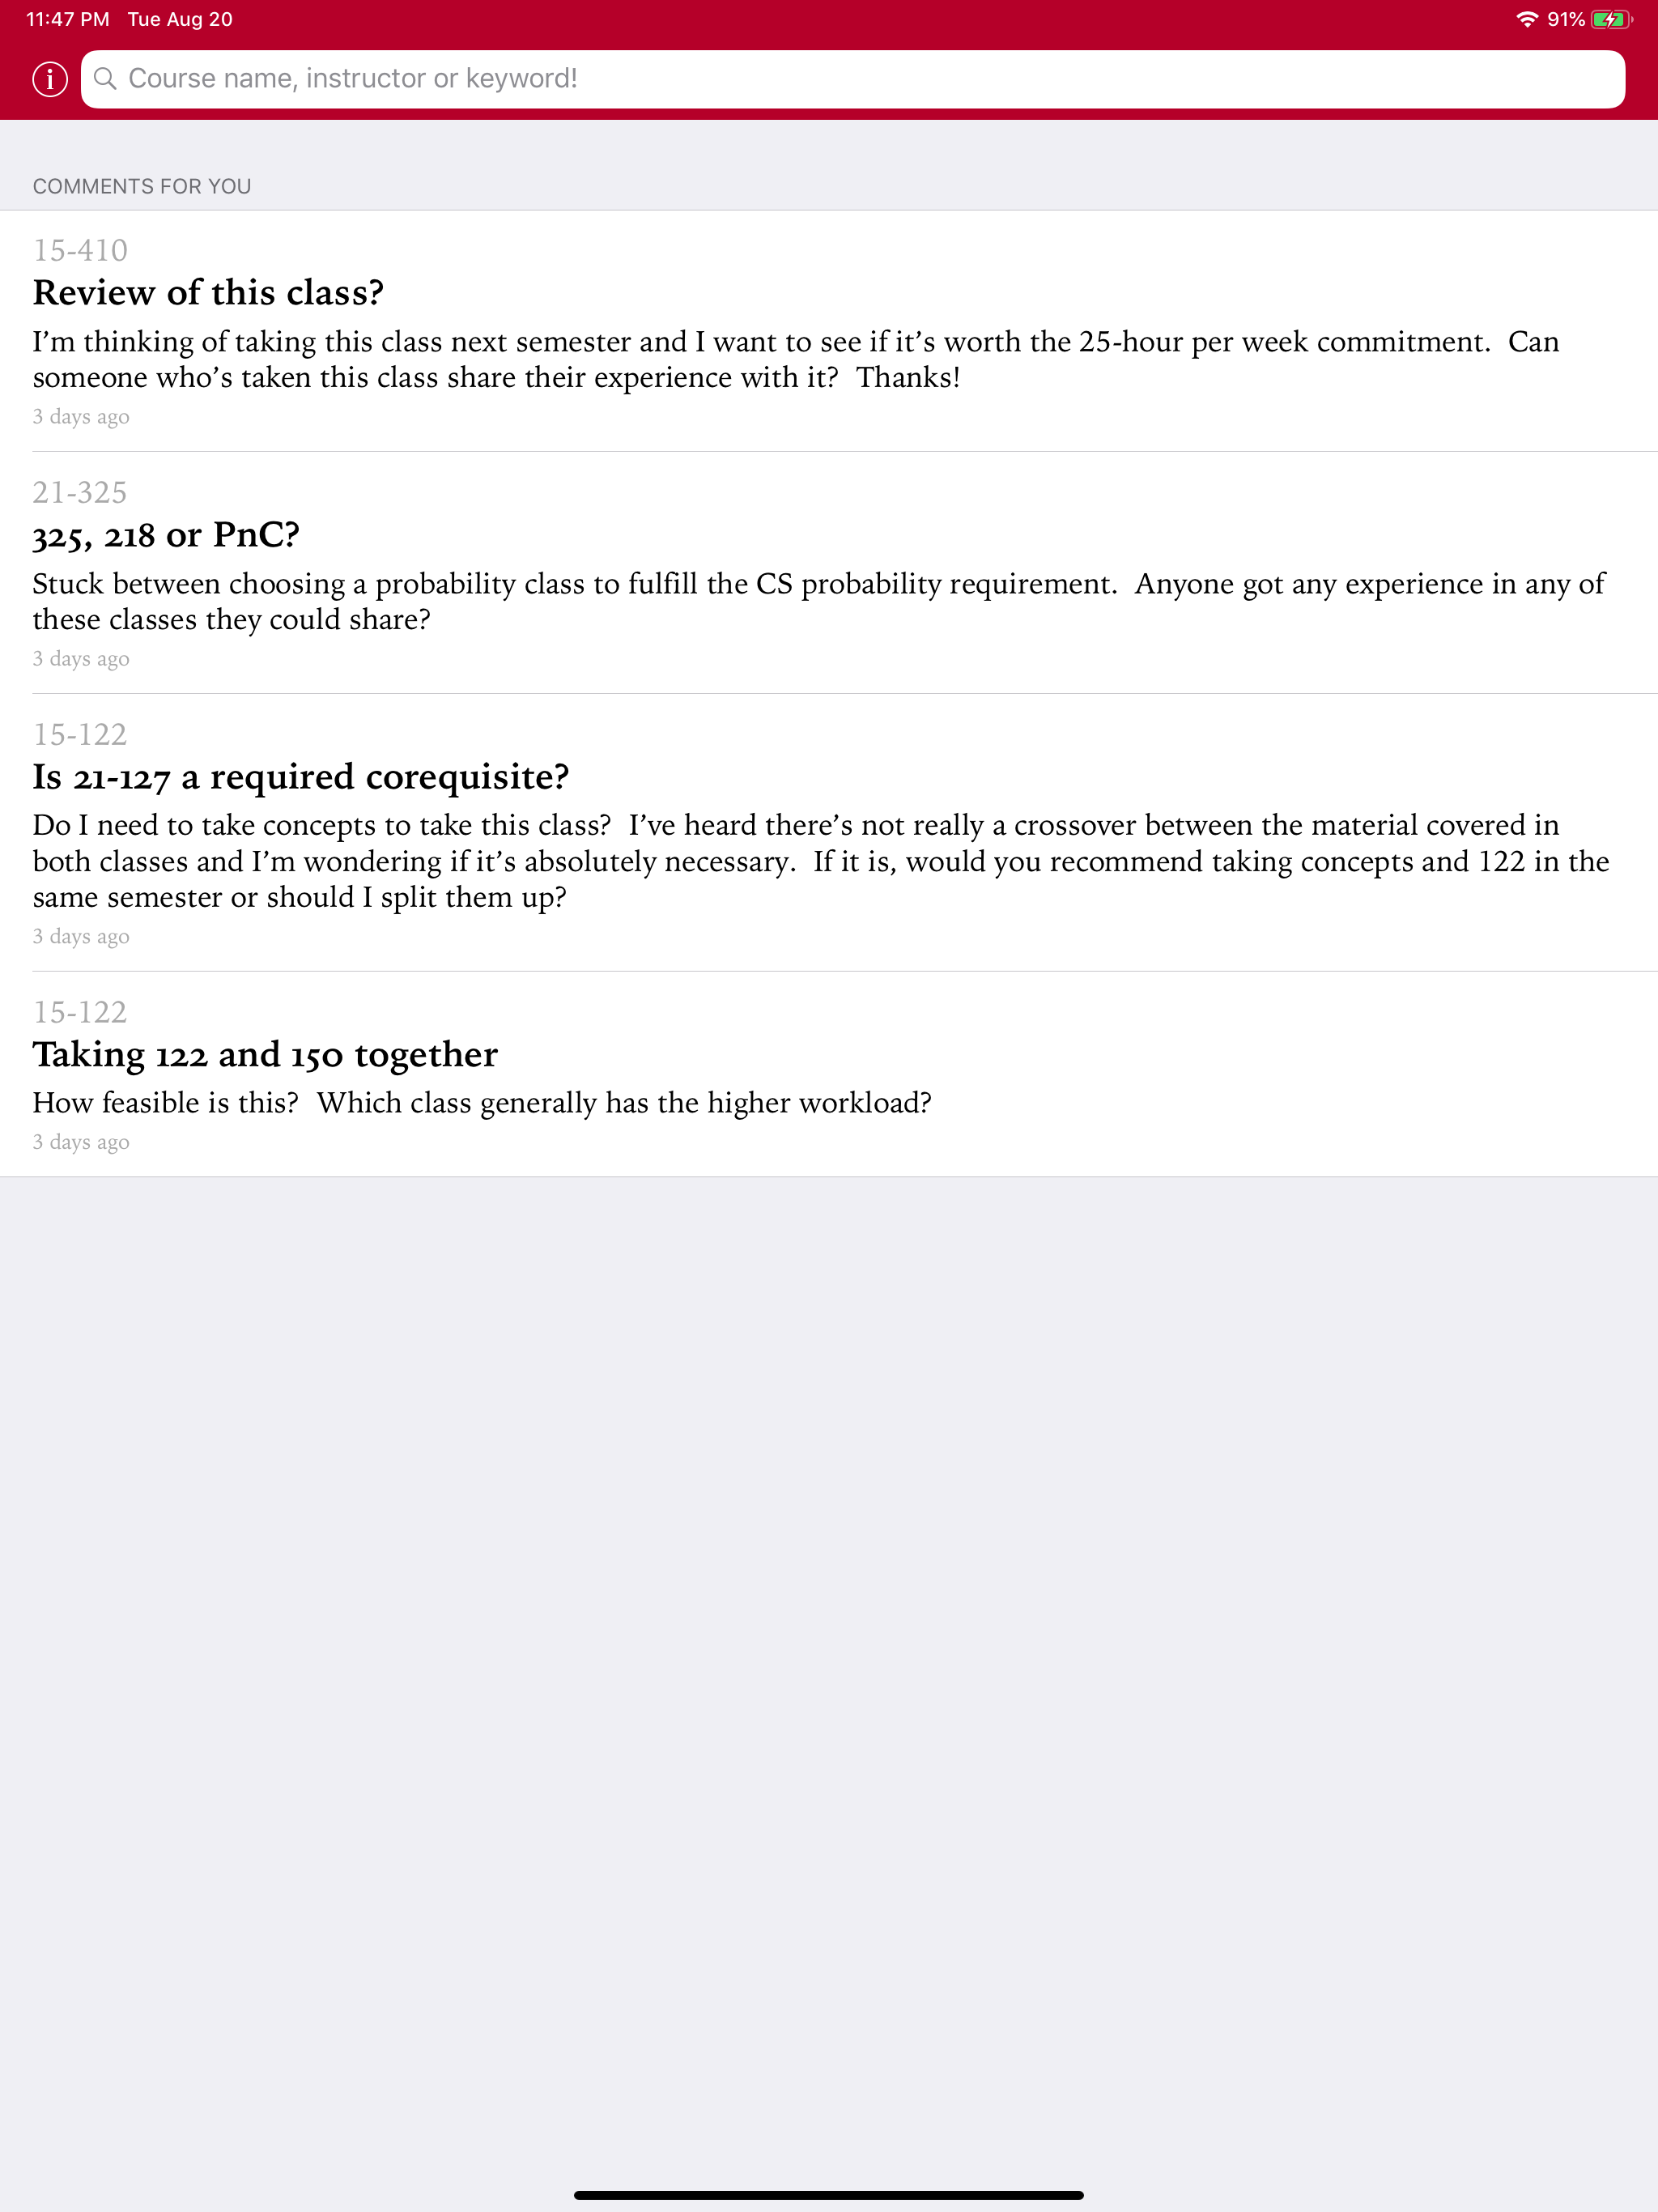 11:47 PM Tue Aug 20
91%
i
Course name, instructor or keyword!
COMMENTS FOR YOU
15-410
Review of this class?
I’m thinking of taking this class next semester and I want to see if it’s worth the 25-hour per week commitment.  Can
someone who’s taken this class share their experience with it?  Thanks!
3 days ago
21-325
325, 218 or PnC?
Stuck between choosing a probability class to fulfill the CS probability requirement.  Anyone got any experience in any of
these classes they could share?
3 days ago
15-122
Is 21-127 a required corequisite?
Do I need to take concepts to take this class?  I’ve heard there’s not really a crossover between the material covered in
both classes and I’m wondering if it’s absolutely necessary.  If it is, would you recommend taking concepts and 122 in the
same semester or should I split them up?
3 days ago
15-122
Taking 122 and 150 together
How feasible is this?  Which class generally has the higher workload?
3 days ago